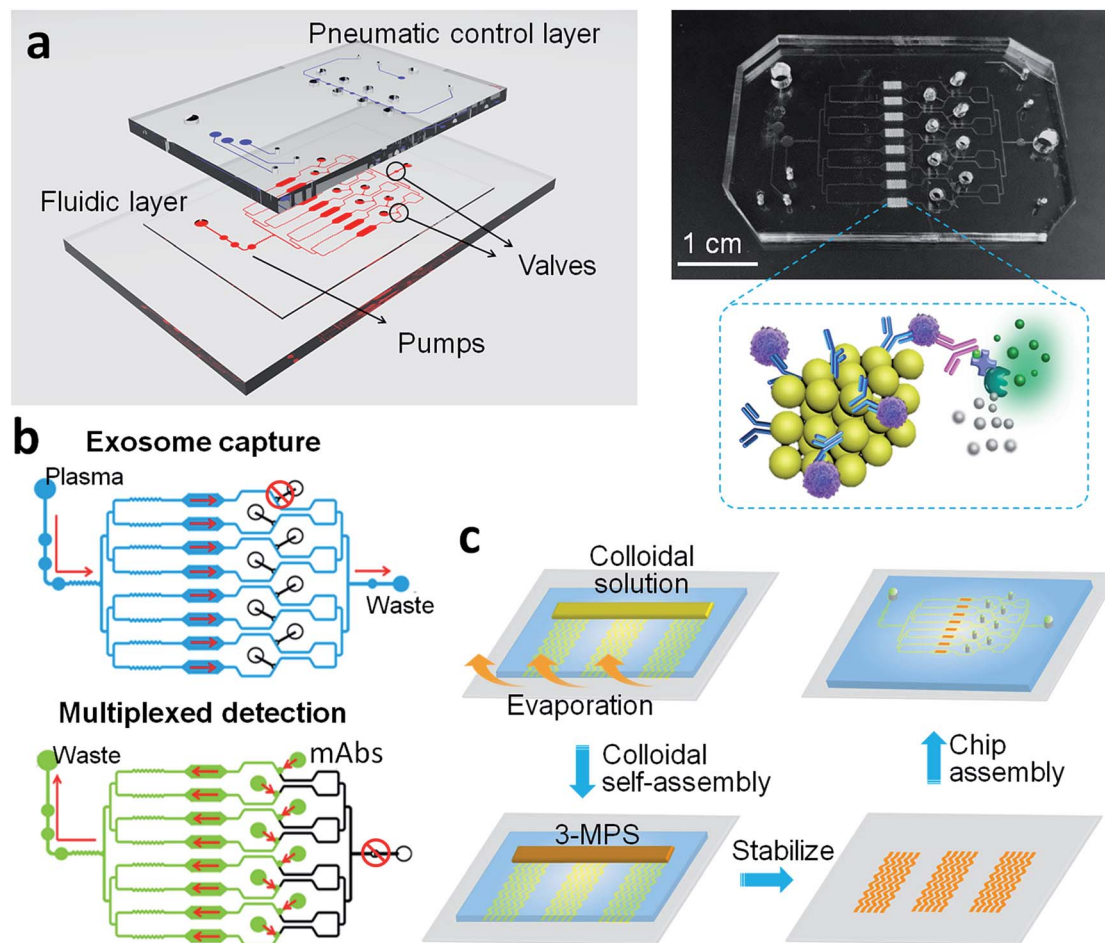 a
Pneumatic control layer
Fluidic layer
Valves
Pumps
1 cm
b
Exosome capture
Plasma
Waste
Multiplexed detection
Waste
mAbs
c
Colloidal
solution
Evaporation
Colloidal
self-assembly
3-MPS
Stabilize
Chip
assembly